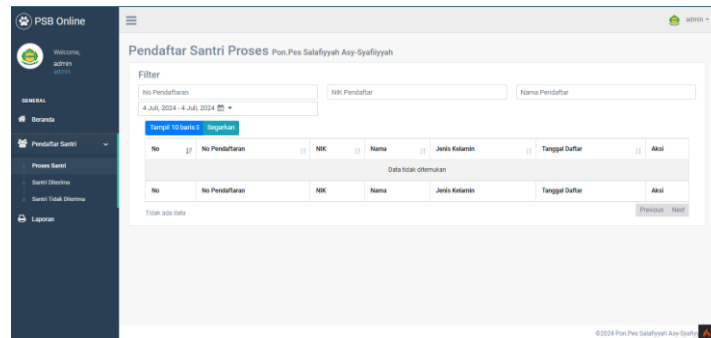 PSB Online
admin
Welcome,
admin
admin
GENERAL
Beranda
Pendaftar Santri
Proses Santri
Santri Diterima
Santri Tidak Diterima
Laporan
Pendaftar Santri Proses Pon.Pes Salafiyyah Asy-Syafiiyyah
Filter
No Pendaftaran NIK Pendaftar Nama Pendaftar
4 Juli, 2024 - 4 Juli, 2024
Tampil 10 baris Segarkan
No No Pendaftaran NIK Nama Jenis Kelamin Tanggal Daftar Aksi
Data tidak ditemukan
No No Pendaftaran NIK Nama Jenis Kelamin Tanggal Daftar Aksi
Tidak ada data Previous Next
©2024 Pon.Pes Salafiyyah